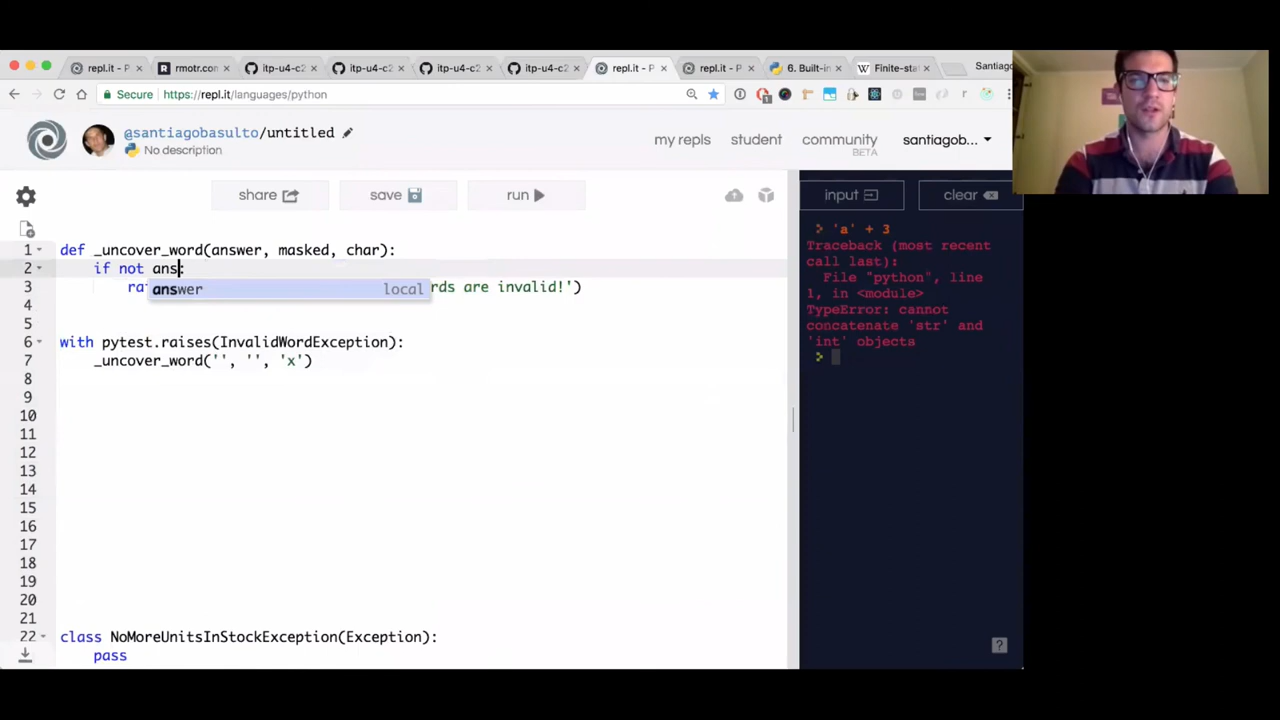 repl.it - P
rmotr.com
itp-u4-c2
itp-u4-c2
itp-u4-c2
itp-u4-c2
repl.it - P
repl.it - P
6. Built-in
Finite-sta
Santiago
Secure
https://repl.it/languages/python
@santiagobasulto/untitled
No description
my repls
student
community
BETA
santiagob...
share
save
run
input
clear
1 def _uncover_word(answer, masked, char):
2 if not ans:
3 rds are invalid!')
answer local
4
5
6 with pytest.raises(InvalidWordException):
7 _uncover_word('', '', 'x')
8
9
10
11
12
13
14
15
16
17
18
19
20
21
22 class NoMoreUnitsInStockException(Exception):
pass
> 'a' + 3
Traceback (most recent
call last):
File "python", line
1, in <module>
TypeError: cannot
concatenate 'str' and
'int' objects
>
?